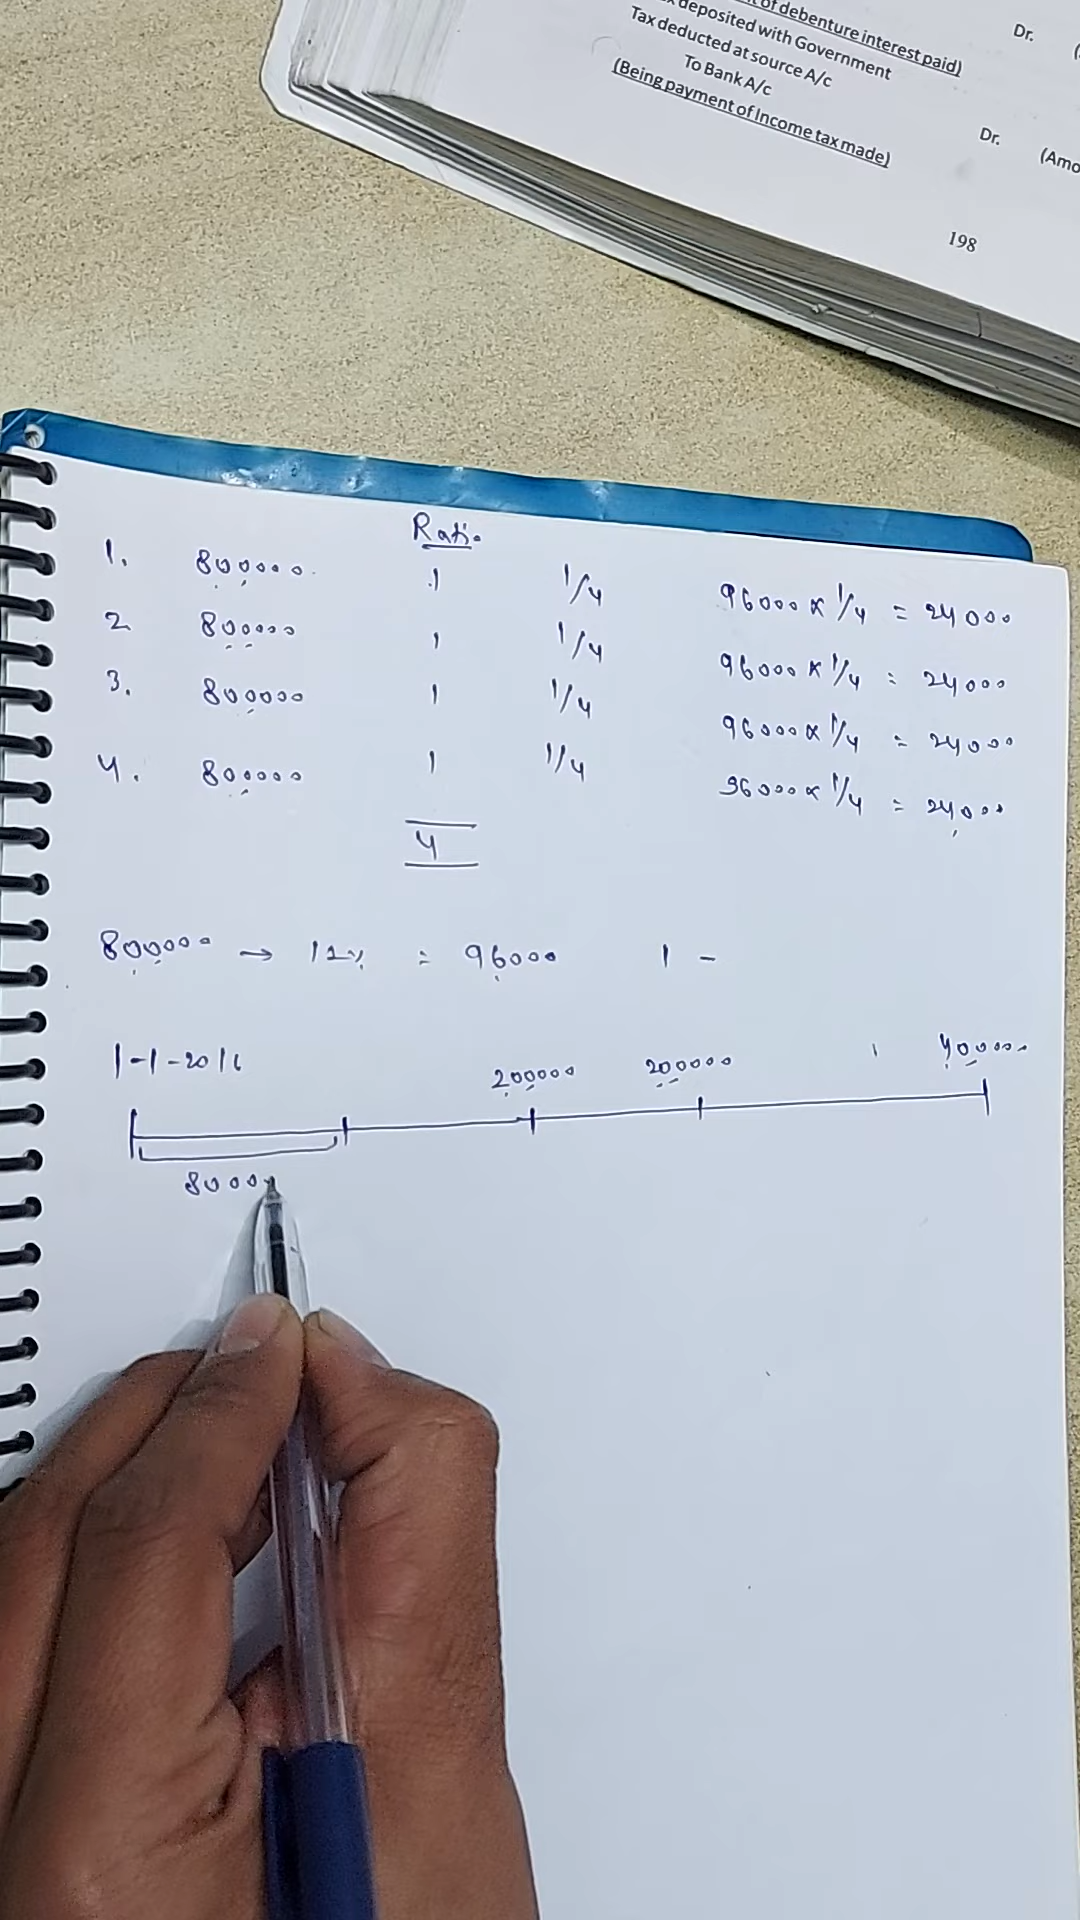 of debenture interest paid)
deposited with Government
Dr.
Tax deducted at source A/c
To Bank A/c
(Being payment of Income tax made)
Dr.
(Amo
198
Ratio
1. 800000 1 1/4 96000 x 1/4 = 24000
2 800000 1 1/4 96000 x 1/4 = 24000
3. 800000 1 1/4 96000 x 1/4 = 24000
4. 800000 1 1/4 96000 x 1/4 = 24000
4
800000 → 12% = 96000 1 -
1-1-2016 200000 200000 400000
8000